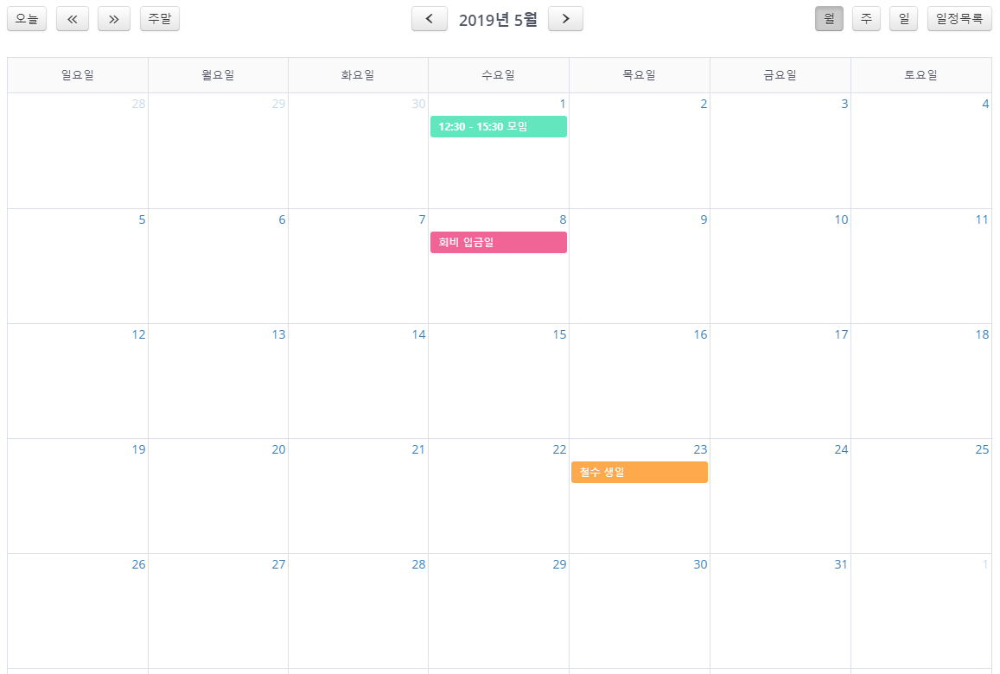 오늘 « » 주말 < 2019년 5월 > 월 주 일 일정목록
일요일 월요일 화요일 수요일 목요일 금요일 토요일
28 29 30 1 2 3 4
12:30 - 15:30 모임
5 6 7 8 9 10 11
회비 입금일
12 13 14 15 16 17 18
19 20 21 22 23 24 25
철수 생일
26 27 28 29 30 31 1